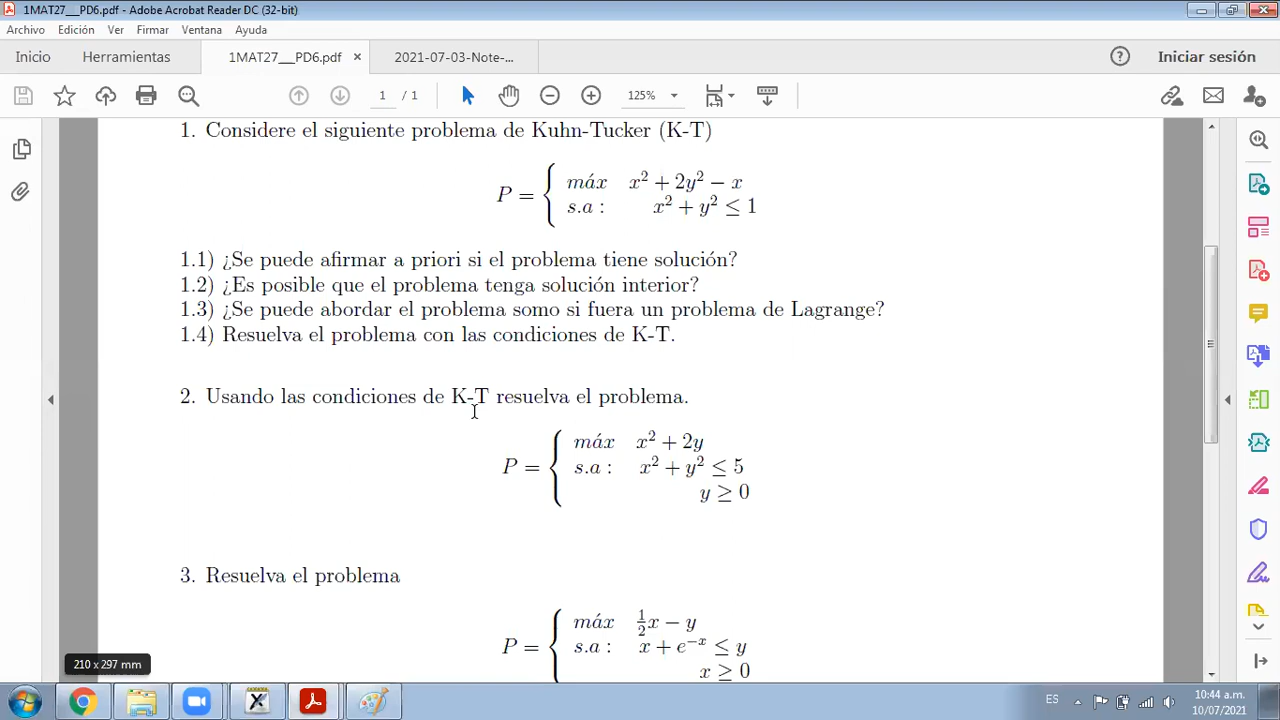 1MAT27__PD6.pdf - Adobe Acrobat Reader DC (32-bit)
Archivo Edición Ver Firmar Ventana Ayuda
Inicio Herramientas 1MAT27__PD6.pdf × 2021-07-03-Note-...
Iniciar sesión
1 / 1 125%
1. Considere el siguiente problema de Kuhn-Tucker (K-T)
P = { máx x² + 2y² − x
s.a : x² + y² ≤ 1
1.1) ¿Se puede afirmar a priori si el problema tiene solución?
1.2) ¿Es posible que el problema tenga solución interior?
1.3) ¿Se puede abordar el problema somo si fuera un problema de Lagrange?
1.4) Resuelva el problema con las condiciones de K-T.
2. Usando las condiciones de K-T resuelva el problema.
P = { máx x² + 2y
s.a : x² + y² ≤ 5
y ≥ 0
3. Resuelva el problema
P = { máx ½x − y
s.a : x + e⁻ˣ ≤ y
x ≥ 0
210 x 297 mm
ES 10:44 a.m.
10/07/2021